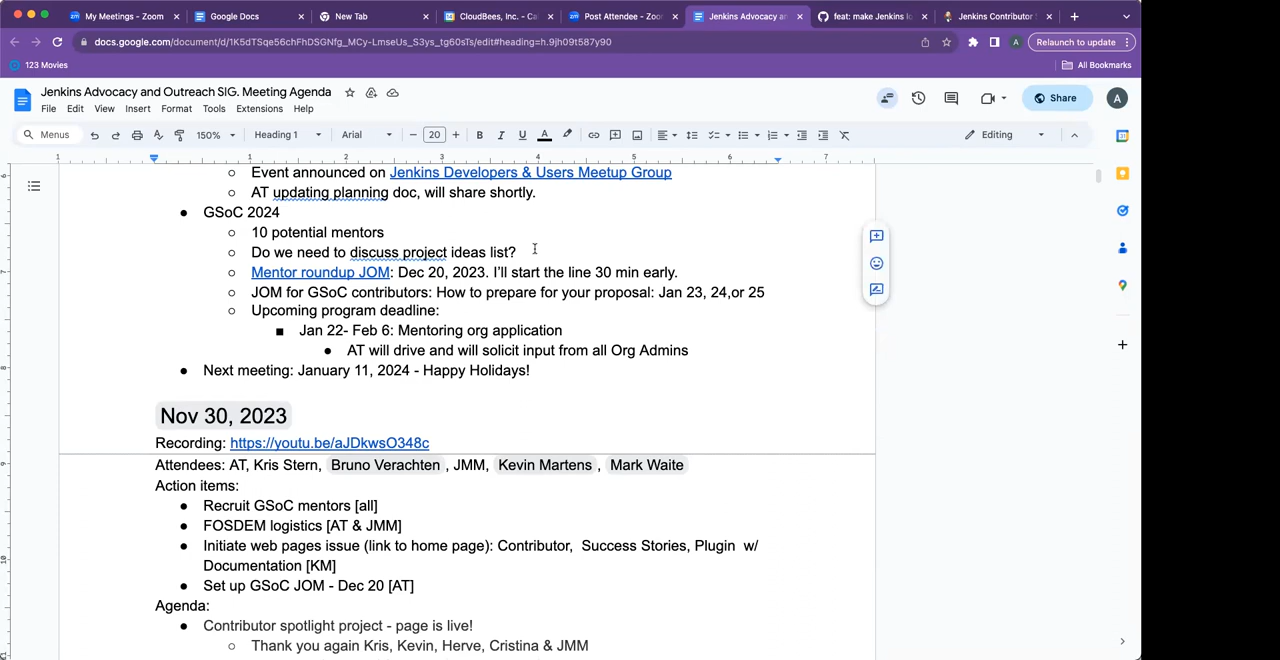 My Meetings - Zoom
Google Docs
New Tab
CloudBees, Inc. - Ca
Post Attendee - Zoo
Jenkins Advocacy a
feat: make Jenkins l
Jenkins Contributor
docs.google.com/document/d/1K5dTSqe56chFhDSGNfg_MCy-LmseUs_S3ys_tg60sTs/edit#heading=h.9jh09t587y90
A
Relaunch to update
123 Movies
All Bookmarks
Jenkins Advocacy and Outreach SIG. Meeting Agenda
File Edit View Insert Format Tools Extensions Help
Share
A
Menus
150%
Heading 1
Arial
20
B I U A
Editing
1 1 2 3 4 5 6 7
Event announced on Jenkins Developers & Users Meetup Group
AT updating planning doc, will share shortly.
GSoC 2024
10 potential mentors
Do we need to discuss project ideas list?
Mentor roundup JOM: Dec 20, 2023. I'll start the line 30 min early.
JOM for GSoC contributors: How to prepare for your proposal: Jan 23, 24,or 25
Upcoming program deadline:
Jan 22- Feb 6: Mentoring org application
AT will drive and will solicit input from all Org Admins
Next meeting: January 11, 2024 - Happy Holidays!
Nov 30, 2023
Recording: https://youtu.be/aJDkwsO348c
Attendees: AT, Kris Stern, Bruno Verachten , JMM, Kevin Martens , Mark Waite
Action items:
Recruit GSoC mentors [all]
FOSDEM logistics [AT & JMM]
Initiate web pages issue (link to home page): Contributor, Success Stories, Plugin w/
Documentation [KM]
Set up GSoC JOM - Dec 20 [AT]
Agenda:
Contributor spotlight project - page is live!
Thank you again Kris, Kevin, Herve, Cristina & JMM